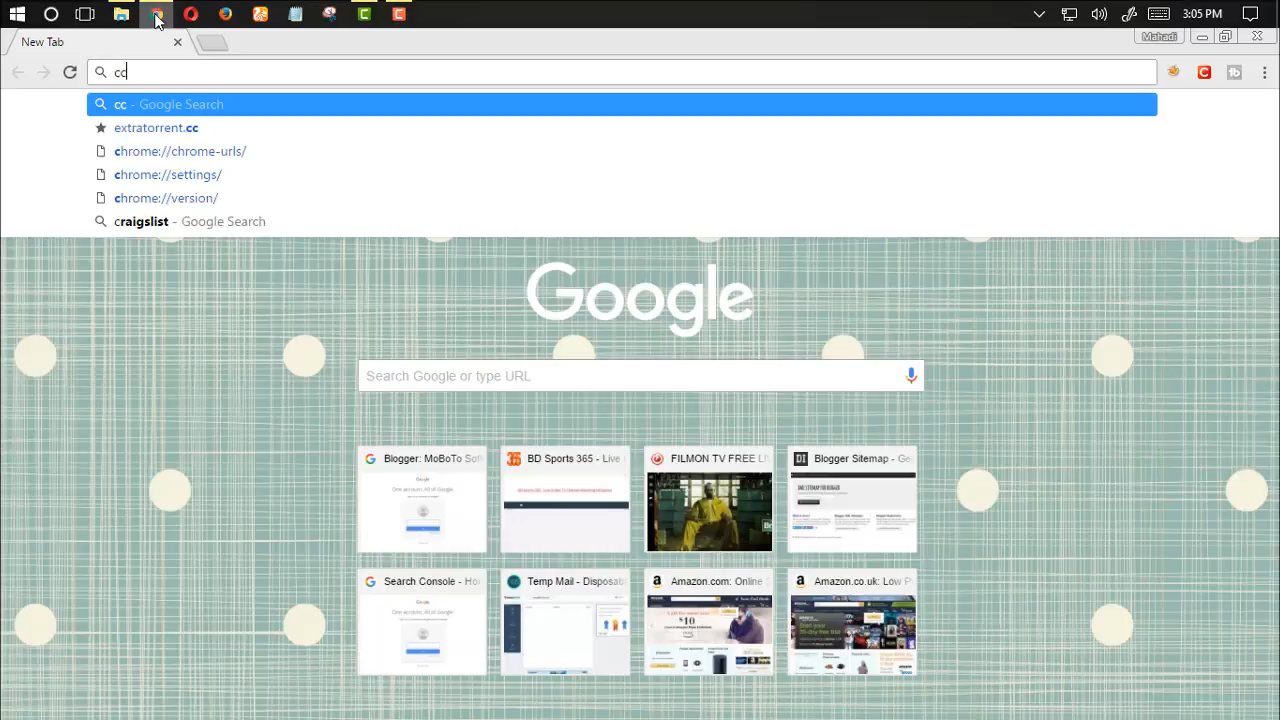 3:05 PM
New Tab
Mahadi
cc
cc - Google Search
extratorrent.cc
chrome://chrome-urls/
chrome://settings/
chrome://version/
craigslist - Google Search
Google
Search Google or type URL
Blogger: MoBoTo Sof
BD Sports 365 - Live
FILMON TV FREE LI
Blogger Sitemap - Ge
Search Console - Ho
Temp Mail - Disposab
Amazon.com: Online
Amazon.co.uk: Low P